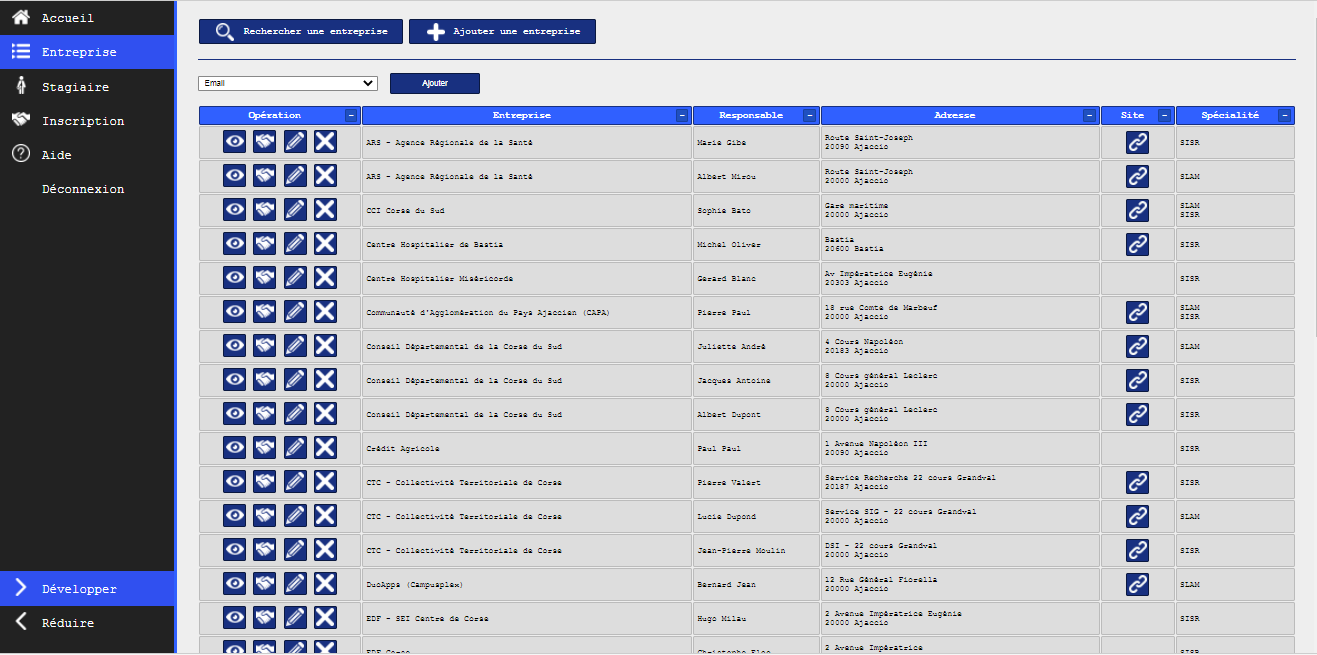 Accueil
Entreprise
Stagiaire
Inscription
Aide
Déconnexion
Développer
Réduire
Rechercher une entreprise
Ajouter une entreprise
Email
Ajouter
Opération Entreprise Responsable Adresse Site Spécialité
ARS - Agence Régionale de la Santé Marie Gibe Route Saint-Joseph SISR
20090 Ajaccio
ARS - Agence Régionale de la Santé Albert Mirou Route Saint-Joseph SLAM
20000 Ajaccio
CCI Corse du Sud Sophie Bato Gare maritime SLAM
20000 Ajaccio SISR
Centre Hospitalier de Bastia Michel Oliver Bastia SISR
20600 Bastia
Centre Hospitalier Miséricorde Gerard Blanc Av Impératrice Eugénie SISR
20303 Ajaccio
Communauté d'Agglomération du Pays Ajaccien (CAPA) Pierre Paul 18 rue Comte de Marbeuf SLAM
20000 Ajaccio SISR
Conseil Départemental de la Corse du Sud Juliette André 4 Cours Napoléon SLAM
20183 Ajaccio
Conseil Départemental de la Corse du Sud Jacques Antoine 8 Cours général Leclerc SISR
20000 Ajaccio
Conseil Départemental de la Corse du Sud Albert Dupont 8 Cours général Leclerc SISR
20000 Ajaccio
Crédit Agricole Paul Paul 1 Avenue Napoléon III SISR
20090 Ajaccio
CTC - Collectivité Territoriale de Corse Pierre Valert Service Recherche 22 cours Grandval SISR
20187 Ajaccio
CTC - Collectivité Territoriale de Corse Lucie Dupond Service SIG - 22 cours Grandval SLAM
20000 Ajaccio
CTC - Collectivité Territoriale de Corse Jean-Pierre Moulin DSI - 22 cours Grandval SISR
20000 Ajaccio
DuoApps (Campusplex) Bernard Jean 12 Rue Général Fiorella SLAM
20000 Ajaccio
EDF - SEI Centre de Corse Hugo Milau 2 Avenue Impératrice Eugénie SISR
20000 Ajaccio
EDF Corse Christophe 2 Avenue Impératrice SISR